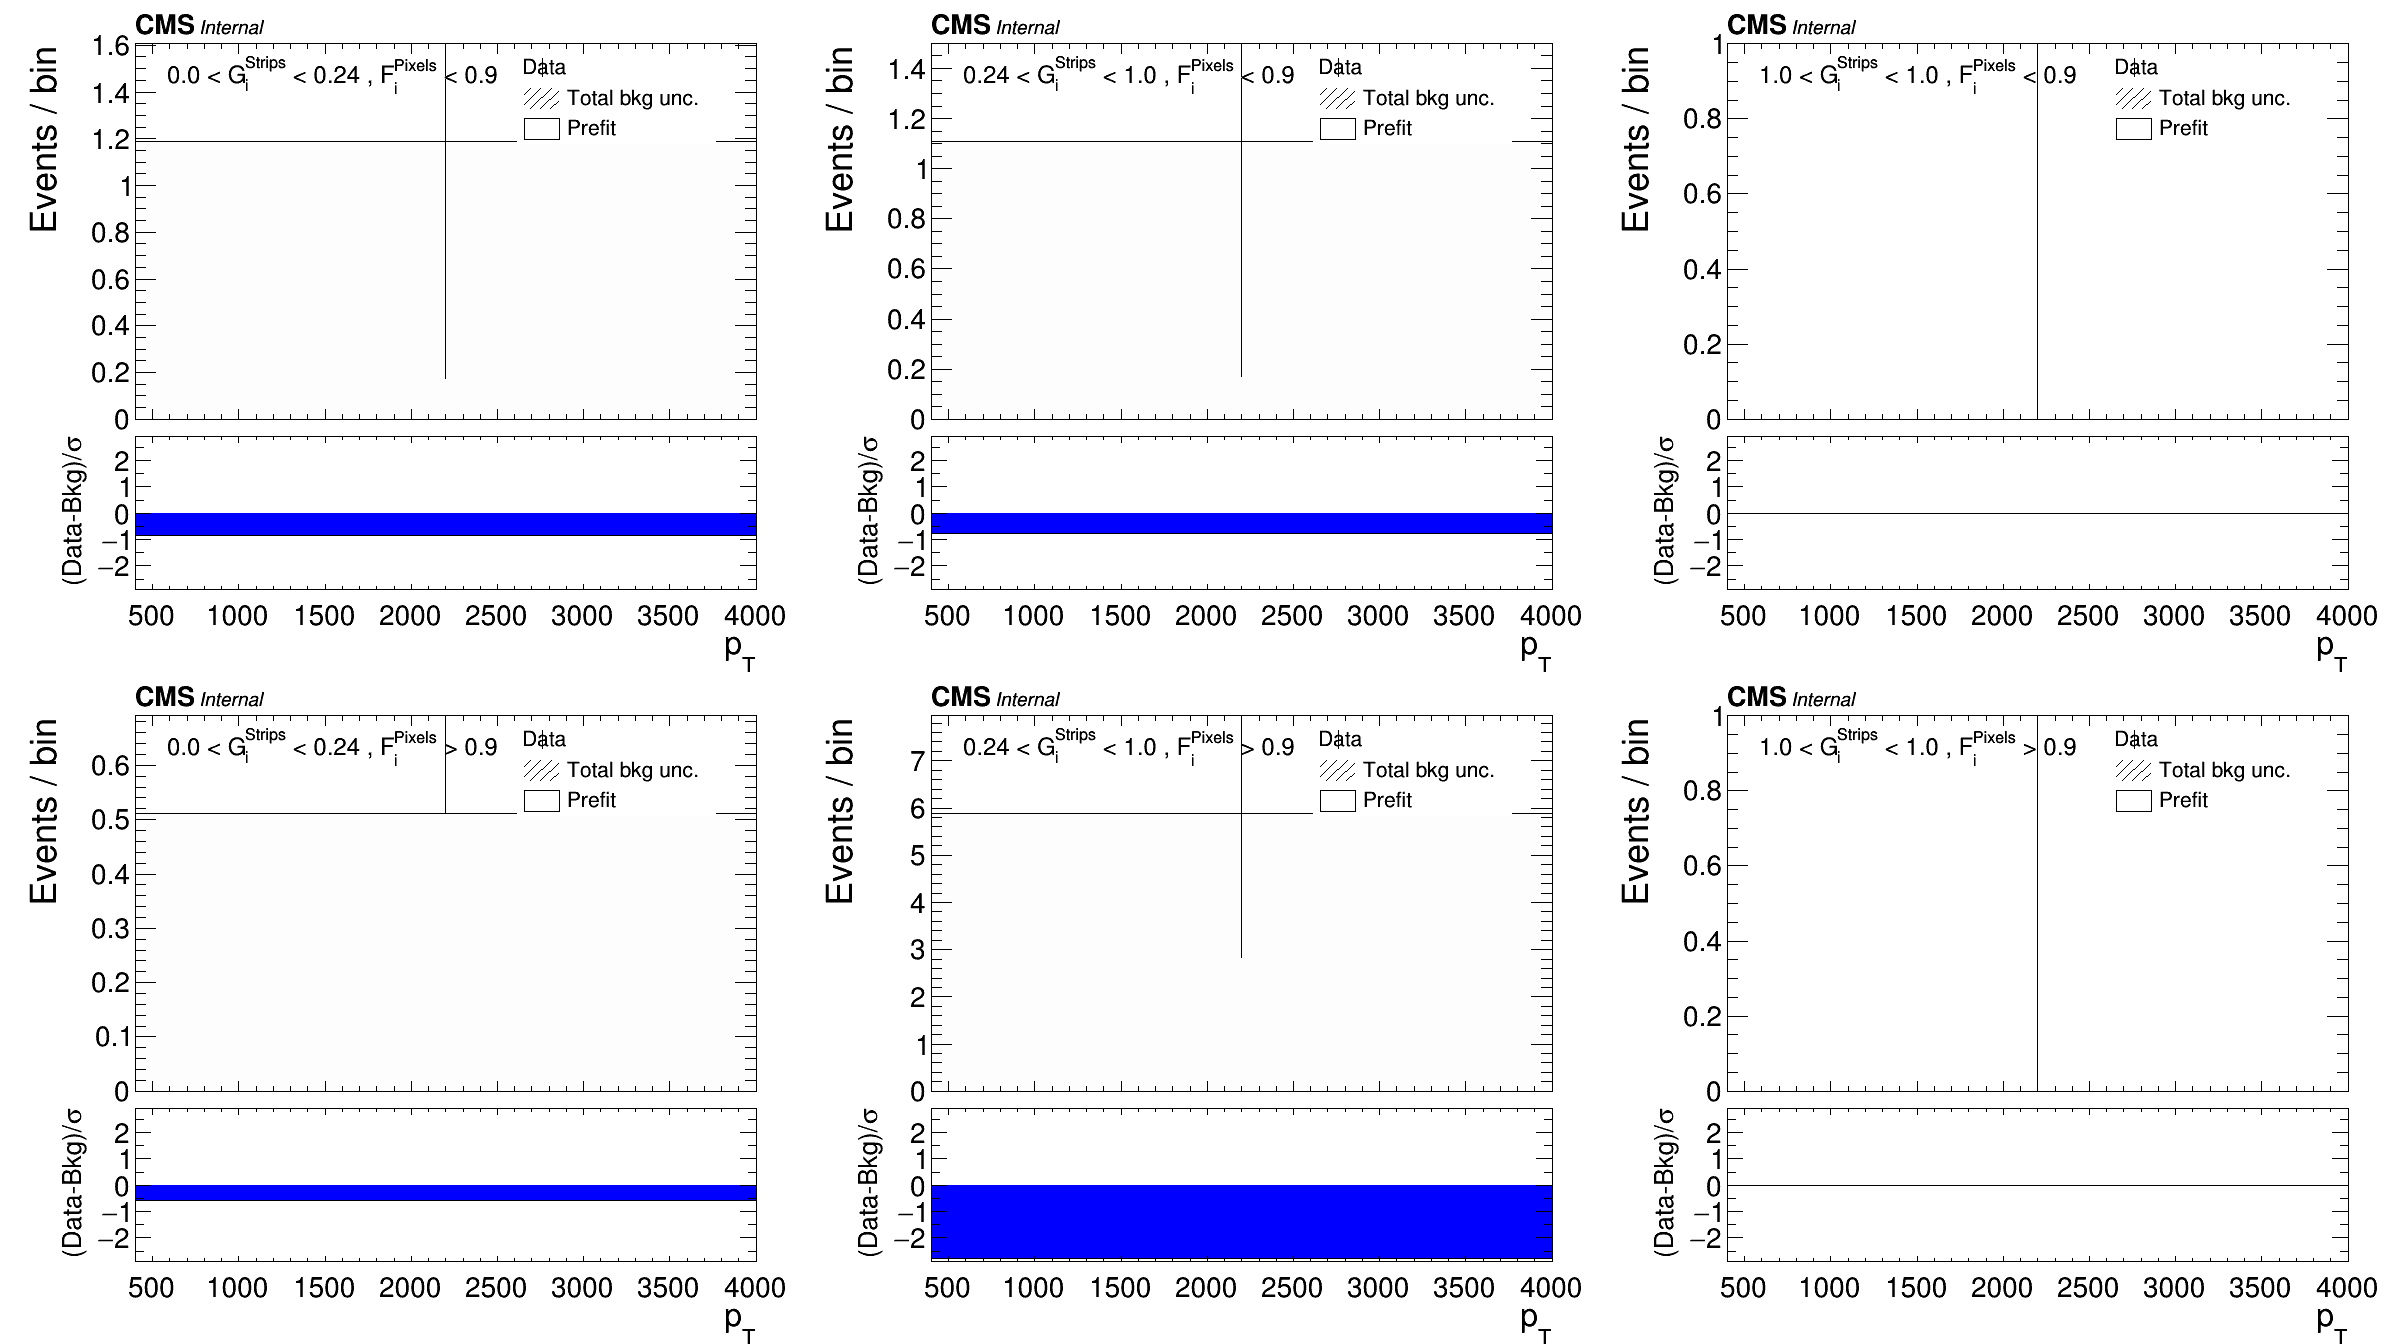 CMS Internal
Events / bin
1.6
1.4
1.2
1
0.8
0.6
0.4
0.2
0
0.0 < G_i^Strips < 0.24 , F_i^Pixels < 0.9
Data
Total bkg unc.
Prefit
(Data-Bkg)/σ
2
1
0
−1
−2
500 1000 1500 2000 2500 3000 3500 4000
p_T
CMS Internal
Events / bin
1.4
1.2
1
0.8
0.6
0.4
0.2
0
0.24 < G_i^Strips < 1.0 , F_i^Pixels < 0.9
Data
Total bkg unc.
Prefit
(Data-Bkg)/σ
2
1
0
−1
−2
500 1000 1500 2000 2500 3000 3500 4000
p_T
CMS Internal
Events / bin
1
0.8
0.6
0.4
0.2
0
1.0 < G_i^Strips < 1.0 , F_i^Pixels < 0.9
Data
Total bkg unc.
Prefit
(Data-Bkg)/σ
2
1
0
−1
−2
500 1000 1500 2000 2500 3000 3500 4000
p_T
CMS Internal
Events / bin
0.6
0.5
0.4
0.3
0.2
0.1
0
0.0 < G_i^Strips < 0.24 , F_i^Pixels > 0.9
Data
Total bkg unc.
Prefit
(Data-Bkg)/σ
2
1
0
−1
−2
500 1000 1500 2000 2500 3000 3500 4000
p_T
CMS Internal
Events / bin
7
6
5
4
3
2
1
0
0.24 < G_i^Strips < 1.0 , F_i^Pixels > 0.9
Data
Total bkg unc.
Prefit
(Data-Bkg)/σ
2
1
0
−1
−2
500 1000 1500 2000 2500 3000 3500 4000
p_T
CMS Internal
Events / bin
1
0.8
0.6
0.4
0.2
0
1.0 < G_i^Strips < 1.0 , F_i^Pixels > 0.9
Data
Total bkg unc.
Prefit
(Data-Bkg)/σ
2
1
0
−1
−2
500 1000 1500 2000 2500 3000 3500 4000
p_T